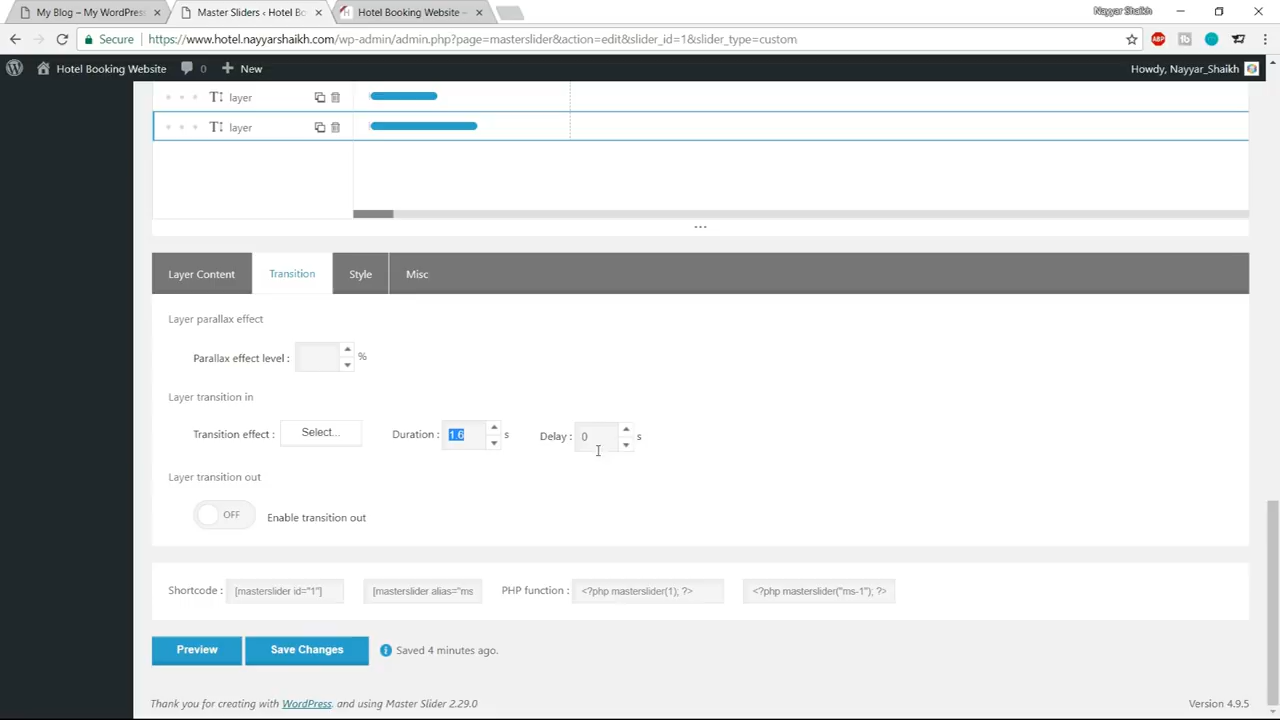 My Blog – My WordPress
Master Sliders ‹ Hotel Bo
Hotel Booking Website –
Nayyar Shaikh
Secure
https://www.hotel.nayyarshaikh.com/wp-admin/admin.php?page=masterslider&action=edit&slider_id=1&slider_type=custom
Hotel Booking Website 0 New
Howdy, Nayyar_Shaikh
layer
layer
Layer Content Transition Style Misc
Layer parallax effect
Parallax effect level : %
Layer transition in
Transition effect : Select... Duration : 1.6 s Delay : 0 s
Layer transition out
OFF Enable transition out
Shortcode : [masterslider id="1"] [masterslider alias="ms PHP function : <?php masterslider(1); ?> <?php masterslider("ms-1"); ?>
Preview Save Changes Saved 4 minutes ago.
Thank you for creating with WordPress. and using Master Slider 2.29.0
Version 4.9.5